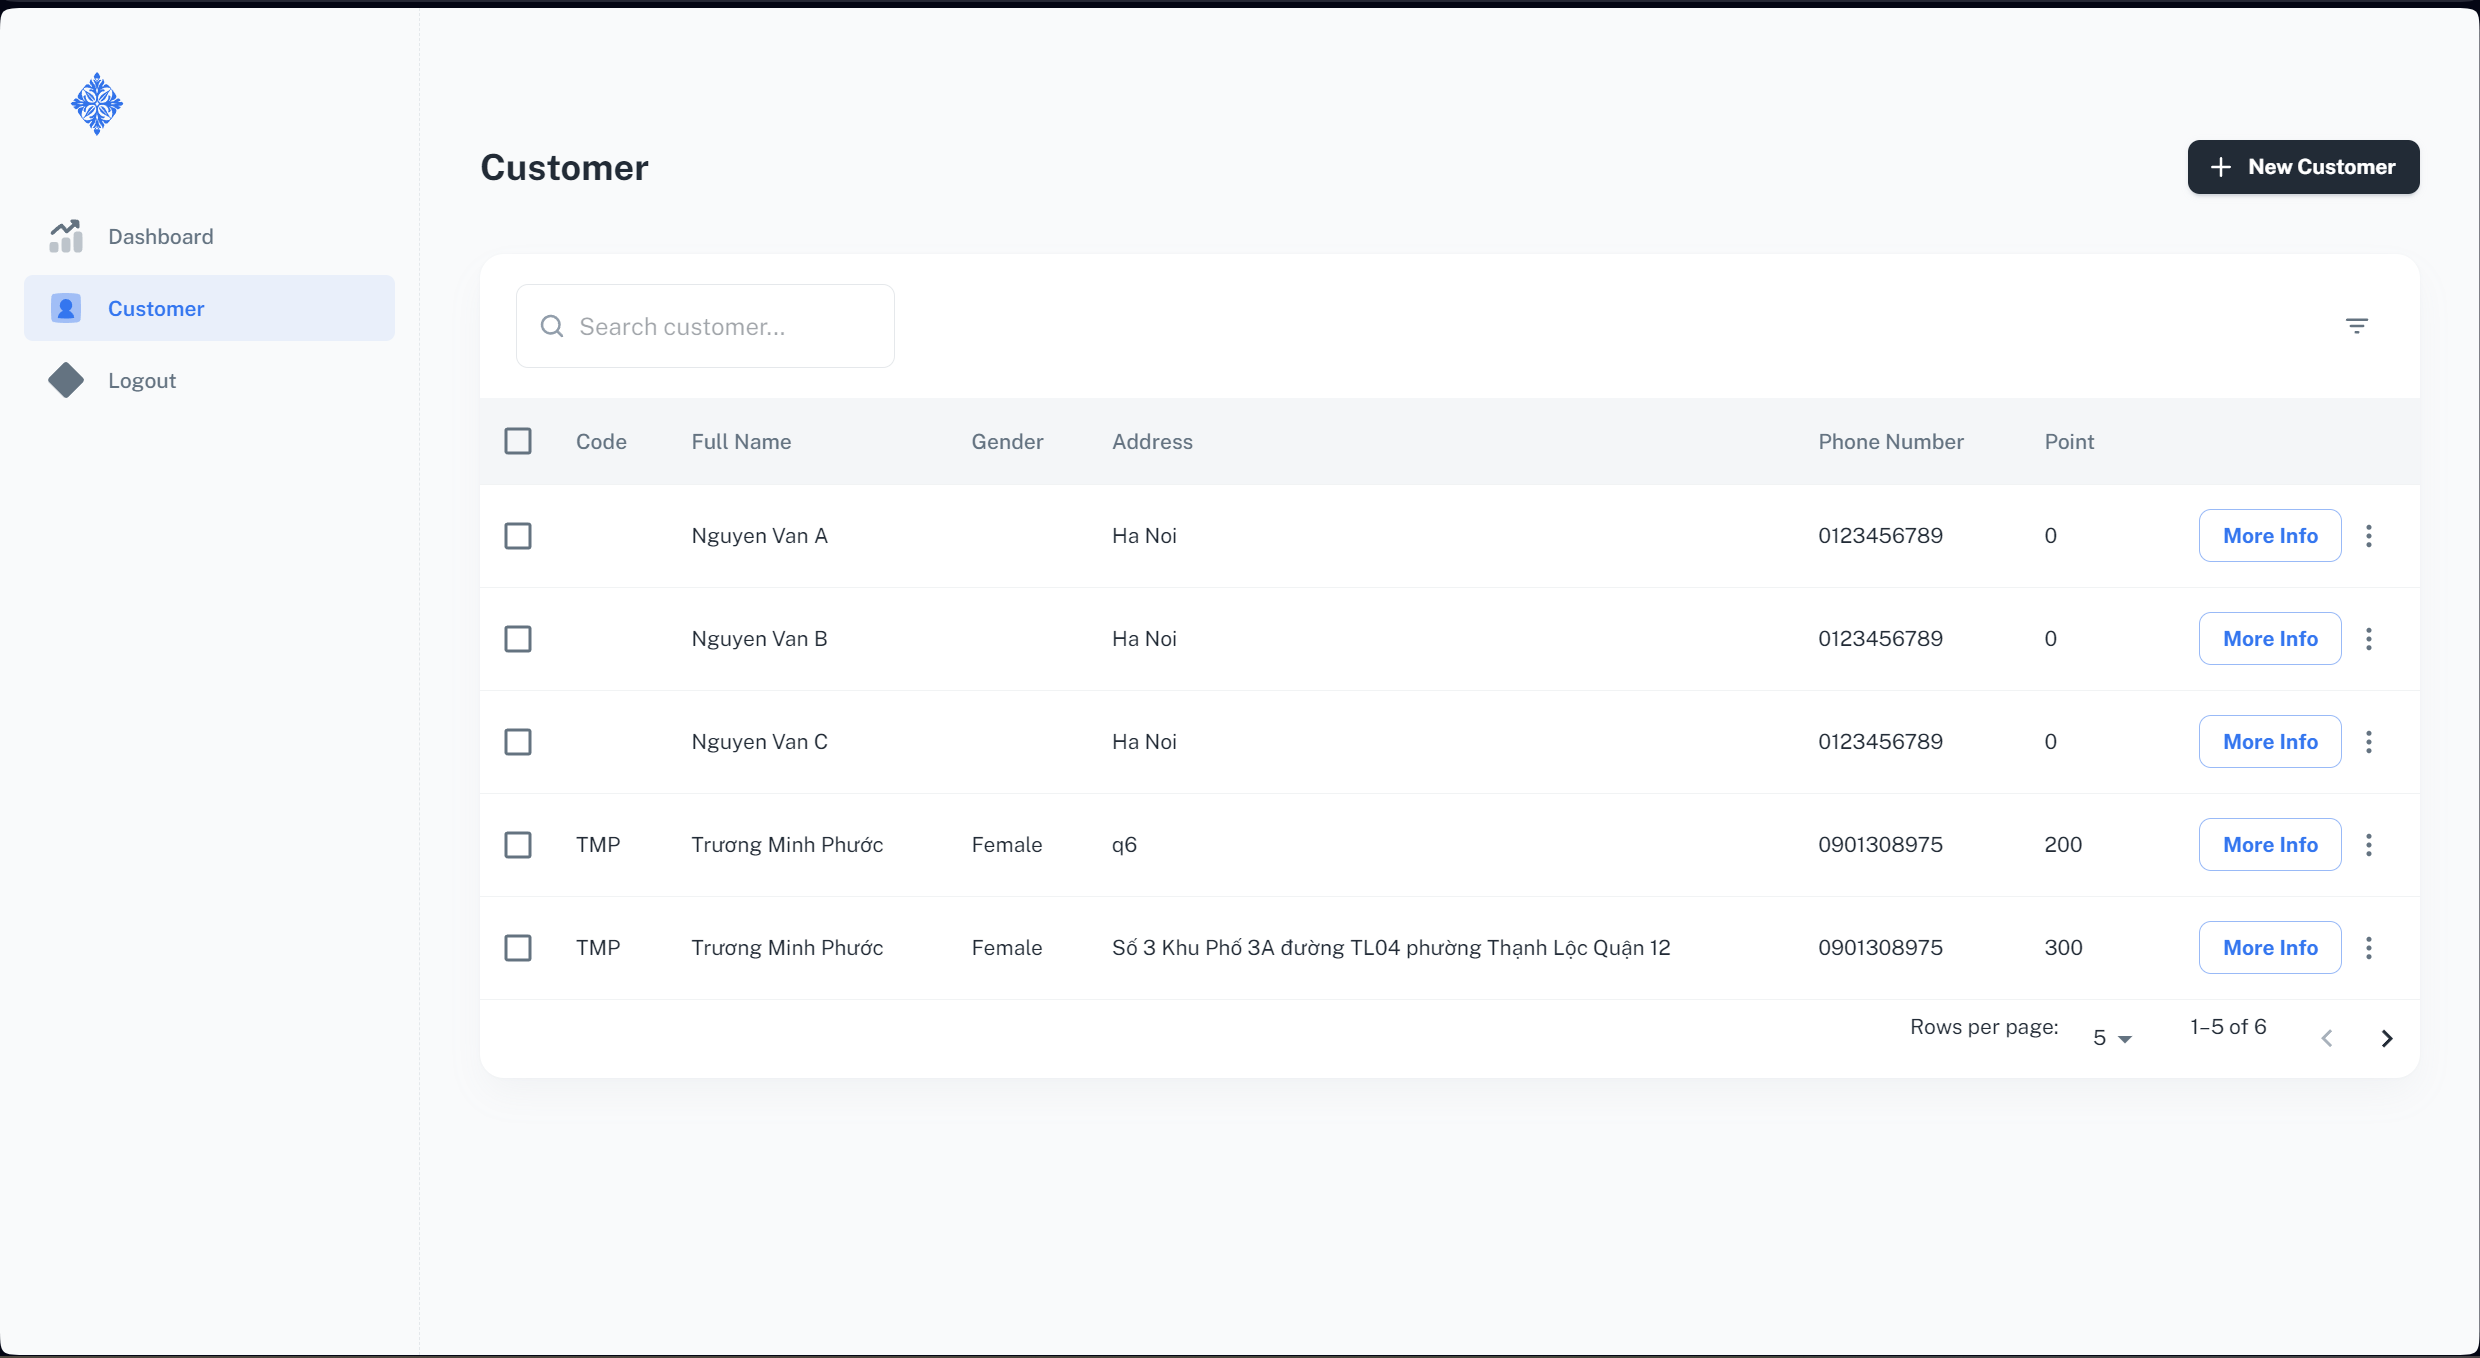 Customer
New Customer
Dashboard
Customer
Logout
Search customer...
Code Full Name Gender Address Phone Number Point
Nguyen Van A Ha Noi 0123456789 0 More Info
Nguyen Van B Ha Noi 0123456789 0 More Info
Nguyen Van C Ha Noi 0123456789 0 More Info
TMP Trương Minh Phước Female q6 0901308975 200 More Info
TMP Trương Minh Phước Female Số 3 Khu Phố 3A đường TL04 phường Thạnh Lộc Quận 12 0901308975 300 More Info
Rows per page: 5 1–5 of 6